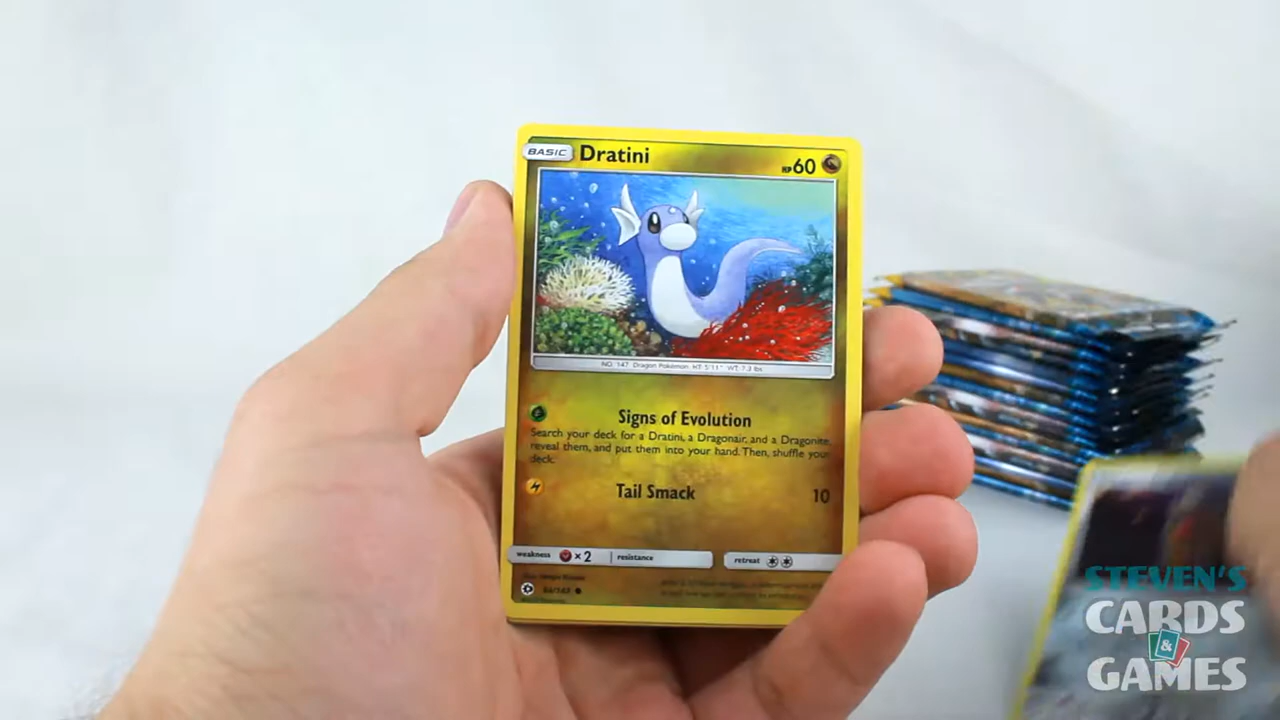 BASIC Dratini HP60
NO. 147 Dragon Pokémon HT: 5'11" WT: 7.3 lbs
Signs of Evolution
Search your deck for a Dratini, a Dragonair, and a Dragonite,
reveal them, and put them into your hand. Then, shuffle your
deck.
Tail Smack 10
weakness ×2 resistance retreat
STEVEN'S
CARDS
&
GAMES